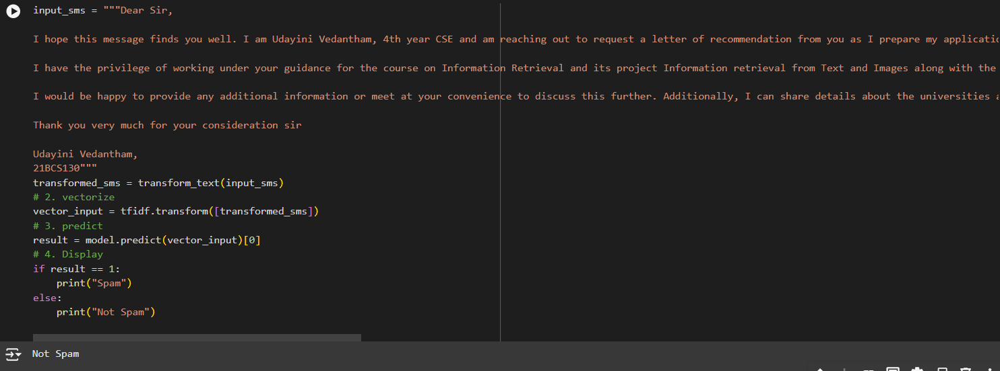 input_sms = """Dear Sir,
I hope this message finds you well. I am Udayini Vedantham, 4th year CSE and am reaching out to request a letter of recommendation from you as I prepare my
I have the privilege of working under your guidance for the course on Information Retrieval and its project Information retrieval from Text and Images along with the
I would be happy to provide any additional information or meet at your convenience to discuss this further. Additionally, I can share details about the universities
Thank you very much for your consideration sir
Udayini Vedantham,
21BCS130"""
transformed_sms = transform_text(input_sms)
# 2. vectorize
vector_input = tfidf.transform([transformed_sms])
# 3. predict
result = model.predict(vector_input)[0]
# 4. Display
if result == 1:
    print("Spam")
else:
    print("Not Spam")
Not Spam